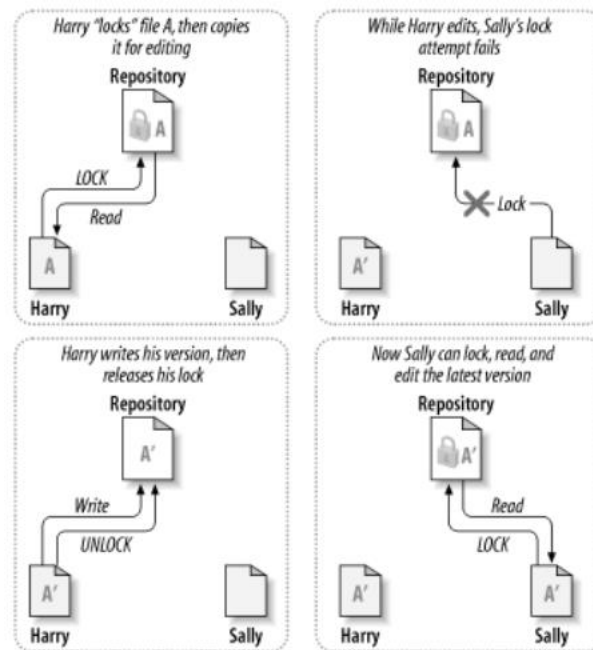 Harry “locks” file A, then copies
it for editing
Repository
A
LOCK
Read
A
Harry
Sally
While Harry edits, Sally’s lock
attempt fails
Repository
A
Lock
A’
Harry
Sally
Harry writes his version, then
releases his lock
Repository
A’
Write
UNLOCK
A’
Harry
Sally
Now Sally can lock, read, and
edit the latest version
Repository
A’
Read
LOCK
A’
A’
Harry
Sally